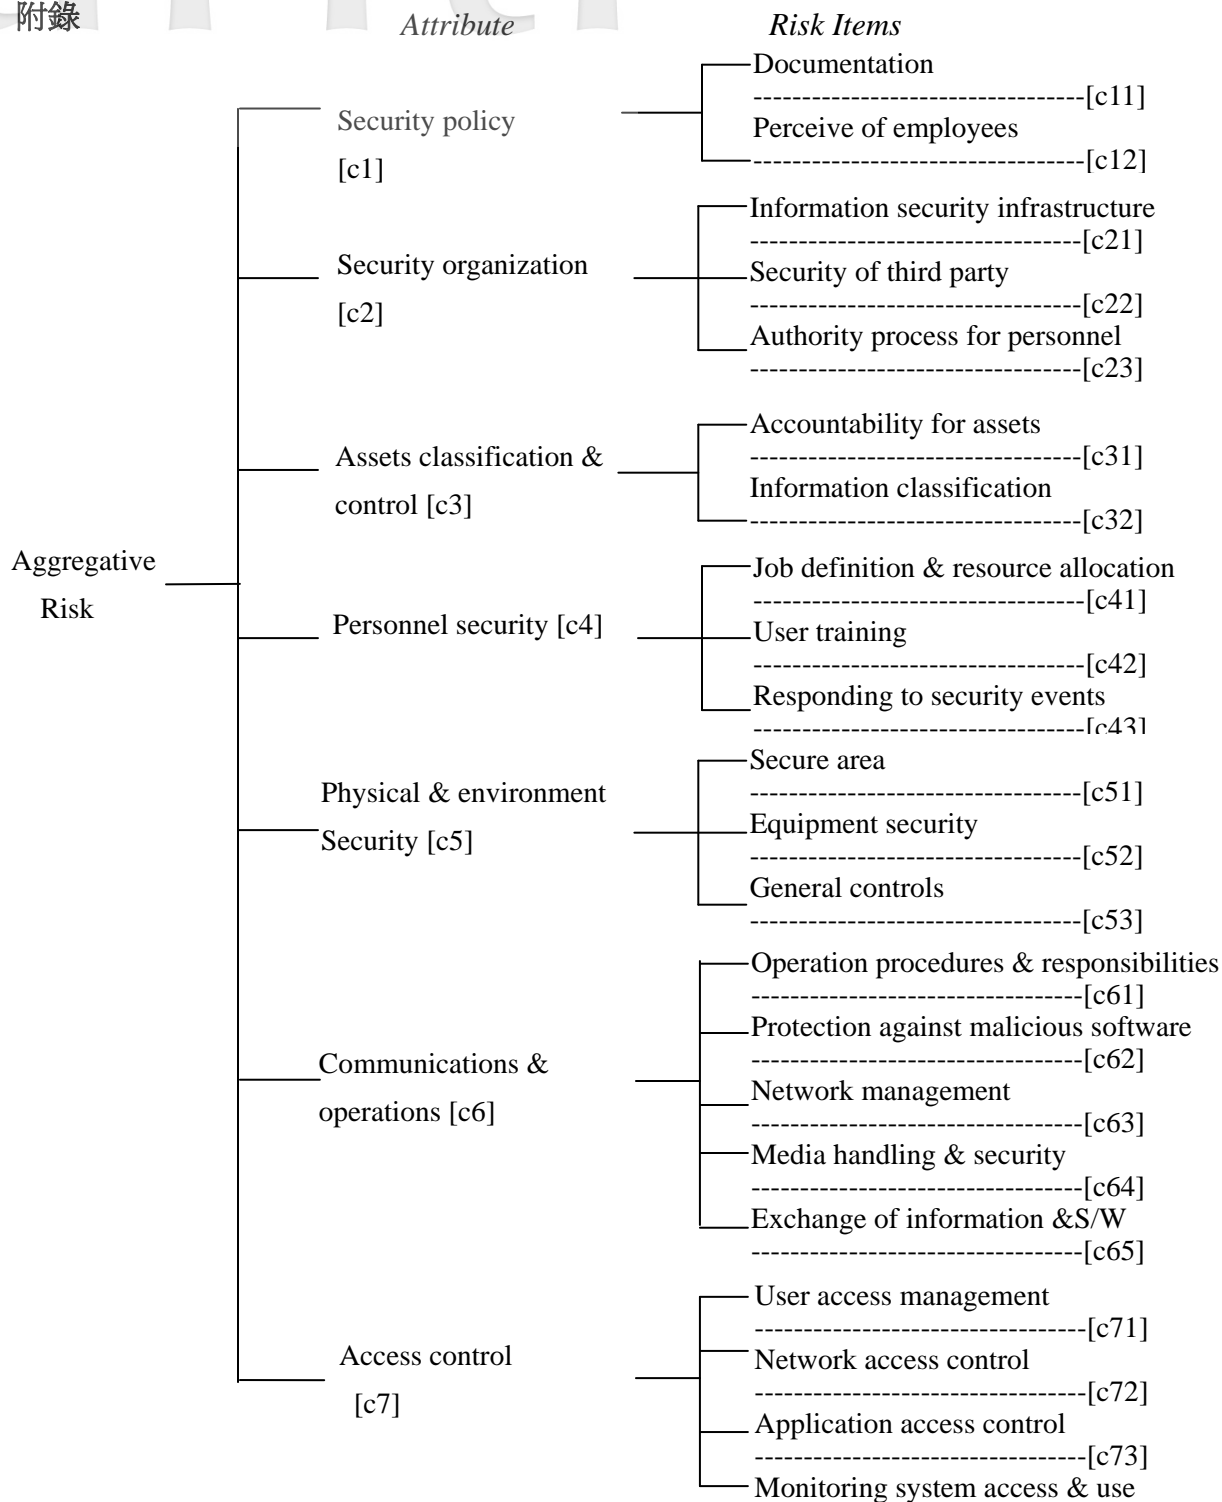 附錄
Attribute Risk Items
Documentation
----------------------------------[c11]
Security policy
Perceive of employees
[c1]
----------------------------------[c12]
Information security infrastructure
----------------------------------[c21]
Security organization
Security of third party
[c2]
----------------------------------[c22]
Authority process for personnel
----------------------------------[c23]
Accountability for assets
Assets classification &
----------------------------------[c31]
control [c3]
Information classification
----------------------------------[c32]
Aggregative
Risk
Job definition & resource allocation
----------------------------------[c41]
Personnel security [c4]
User training
----------------------------------[c42]
Responding to security events
----------------------------------[c43]
Secure area
Physical & environment
----------------------------------[c51]
Security [c5]
Equipment security
----------------------------------[c52]
General controls
----------------------------------[c53]
Operation procedures & responsibilities
----------------------------------[c61]
Protection against malicious software
Communications &
----------------------------------[c62]
operations [c6]
Network management
----------------------------------[c63]
Media handling & security
----------------------------------[c64]
Exchange of information &S/W
----------------------------------[c65]
User access management
----------------------------------[c71]
Access control
Network access control
[c7]
----------------------------------[c72]
Application access control
----------------------------------[c73]
Monitoring system access & use